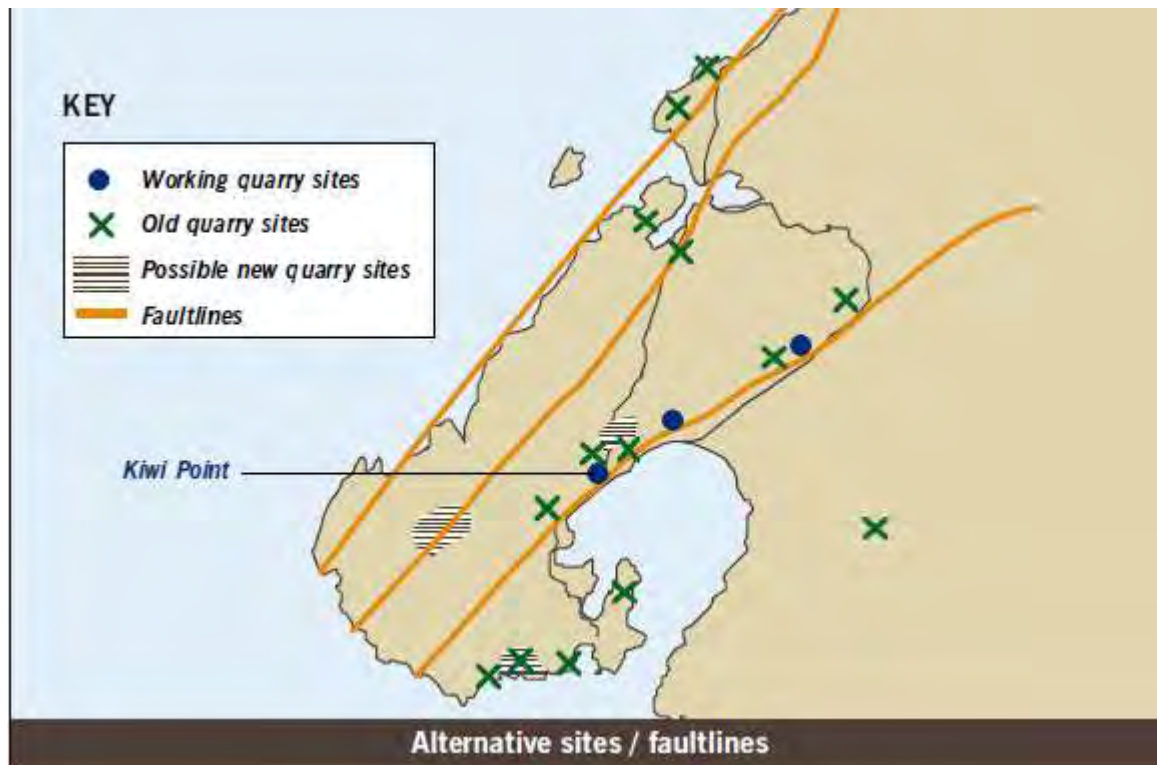 KEY
Working quarry sites
Old quarry sites
Possible new quarry sites
Faultlines
Kiwi Point
Alternative sites / faultlines